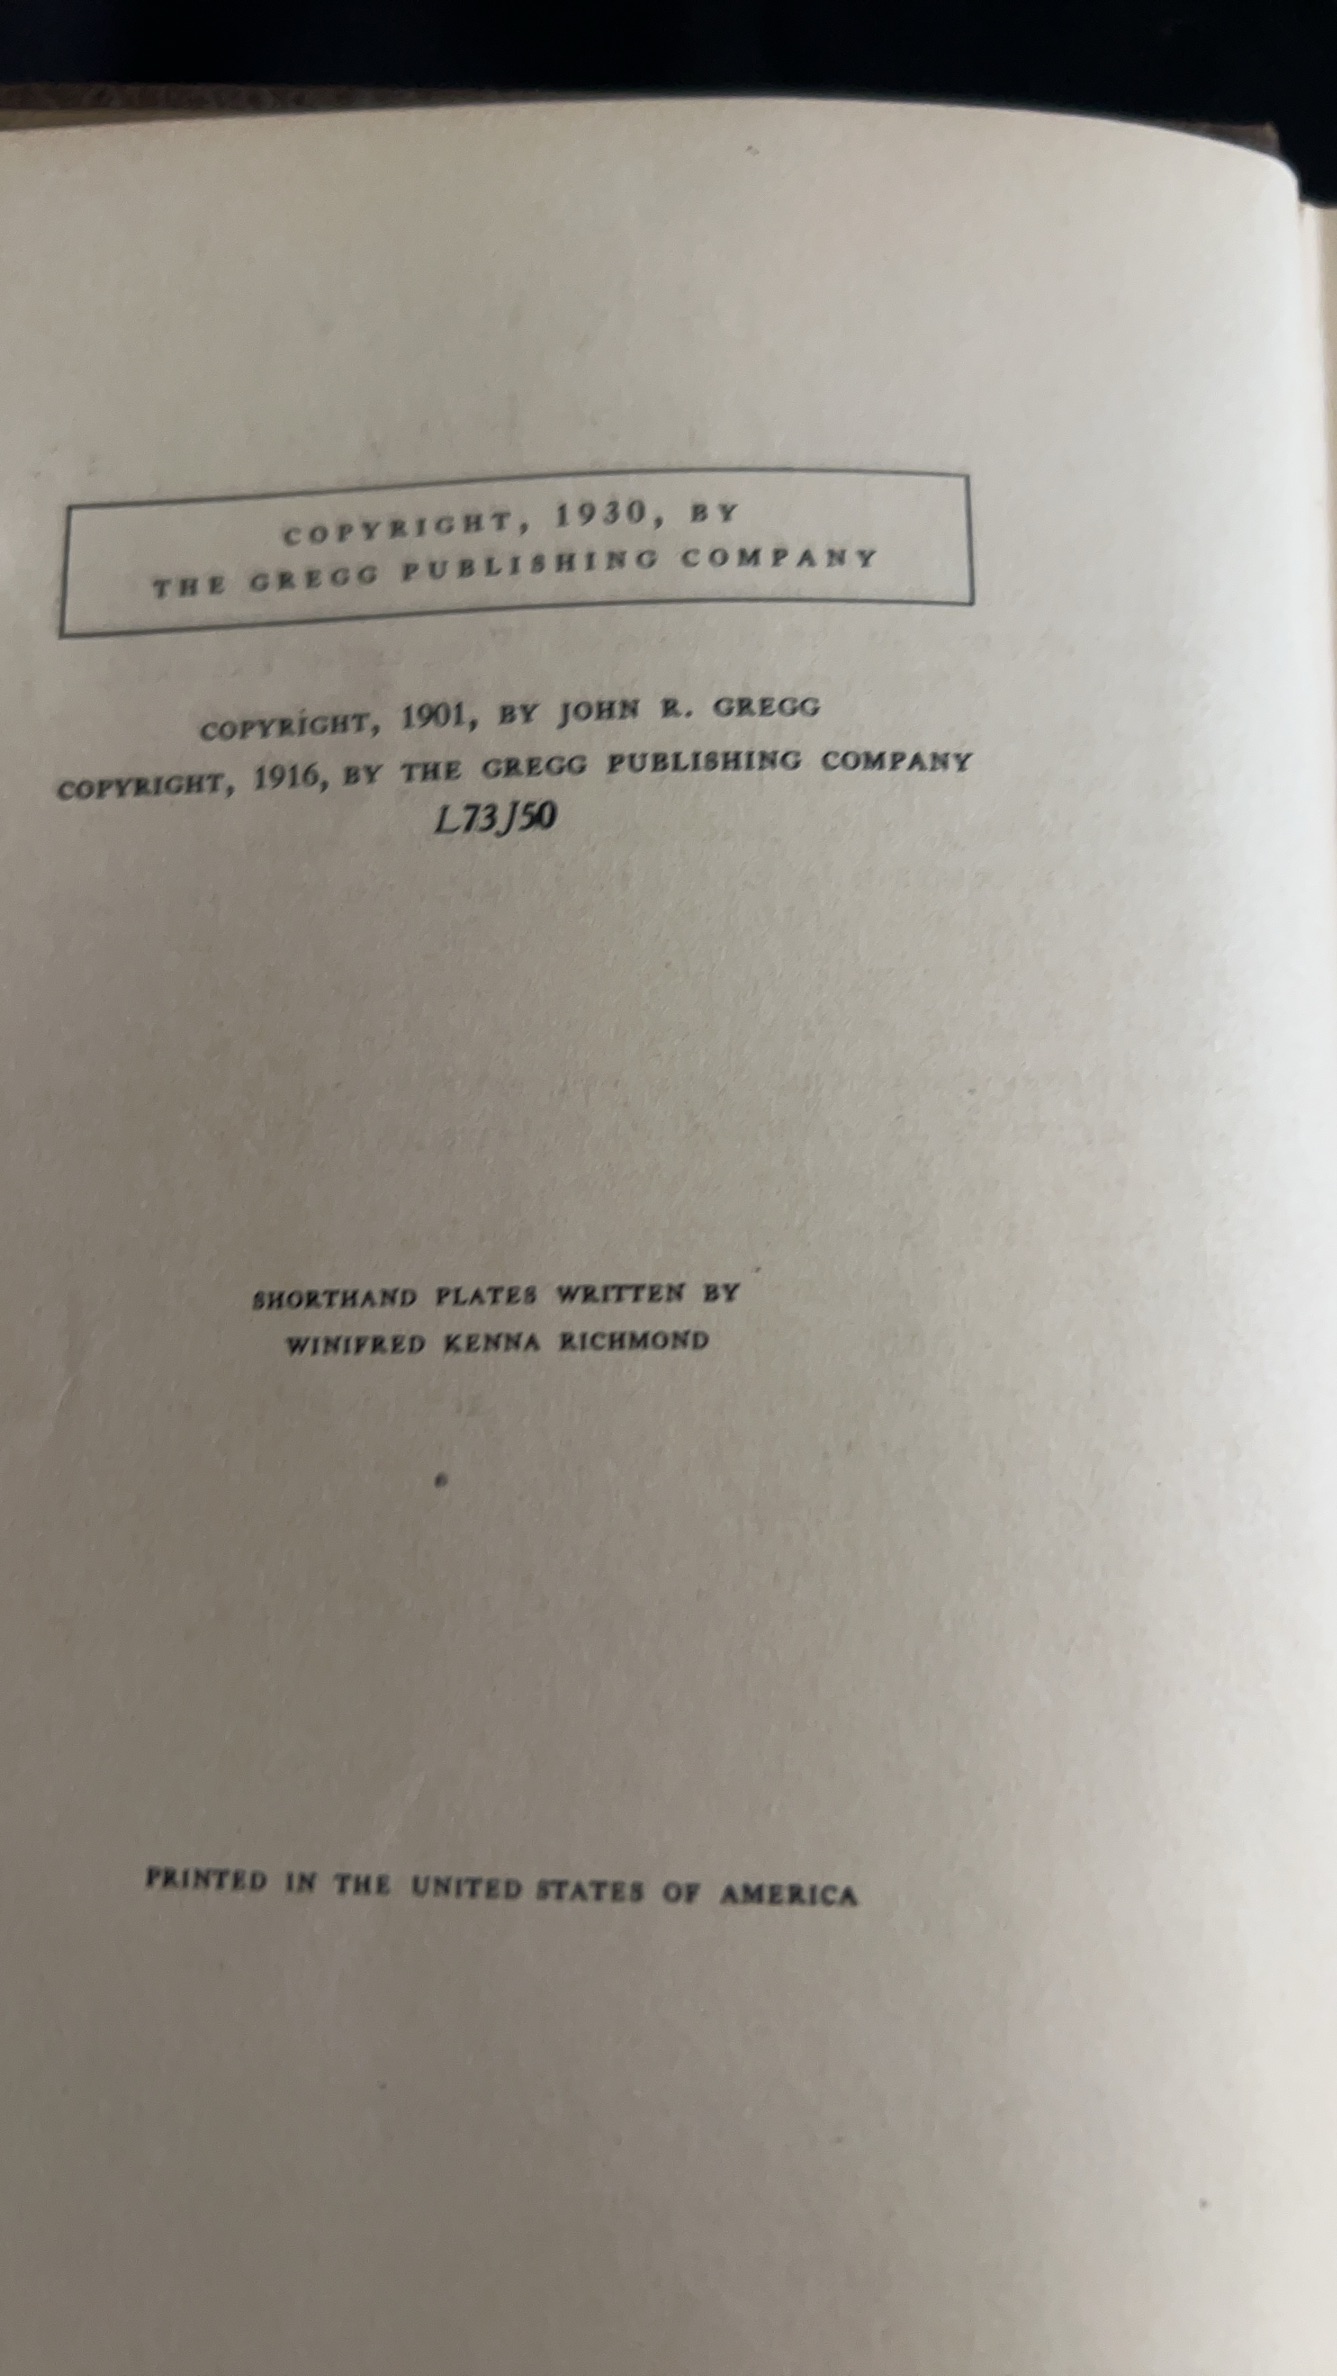 COPYRIGHT, 1930, BY
THE GREGG PUBLISHING COMPANY
COPYRIGHT, 1901, BY JOHN R. GREGG
COPYRIGHT, 1916, BY THE GREGG PUBLISHING COMPANY
L73J50
SHORTHAND PLATES WRITTEN BY
WINIFRED KENNA RICHMOND
PRINTED IN THE UNITED STATES OF AMERICA